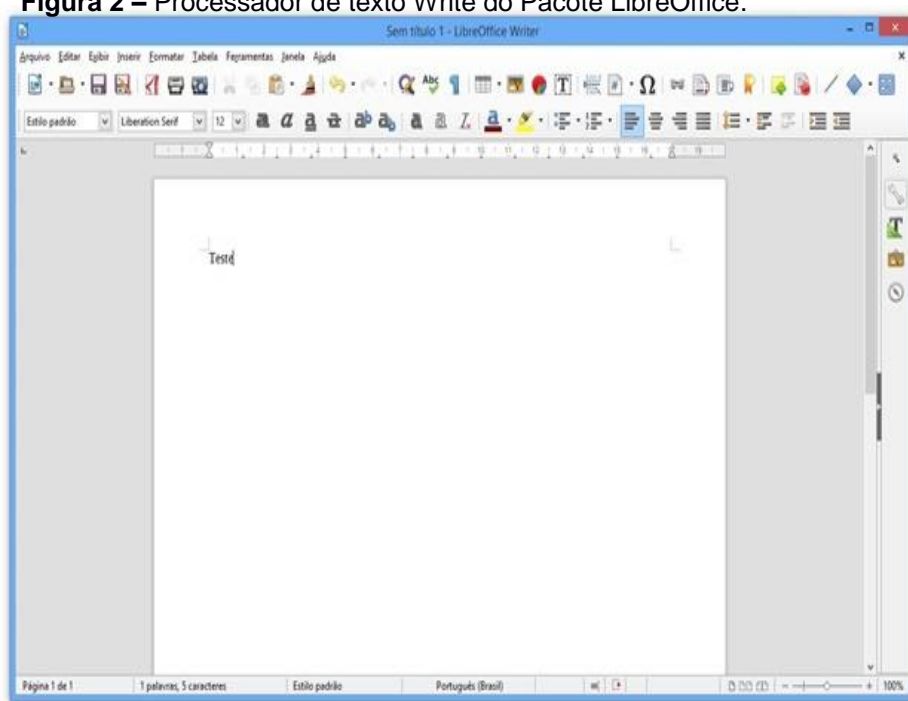 Figura 2 – Processador de texto Write do Pacote LibreOffice.
Sem título 1 - LibreOffice Writer
Arquivo Editar Exibir Inserir Formatar Tabela Ferramentas Janela Ajuda
Estilo padrão Liberation Serif 12
Teste
Página 1 de 1 1 palavras, 5 caracteres Estilo padrão Português (Brasil) 100%